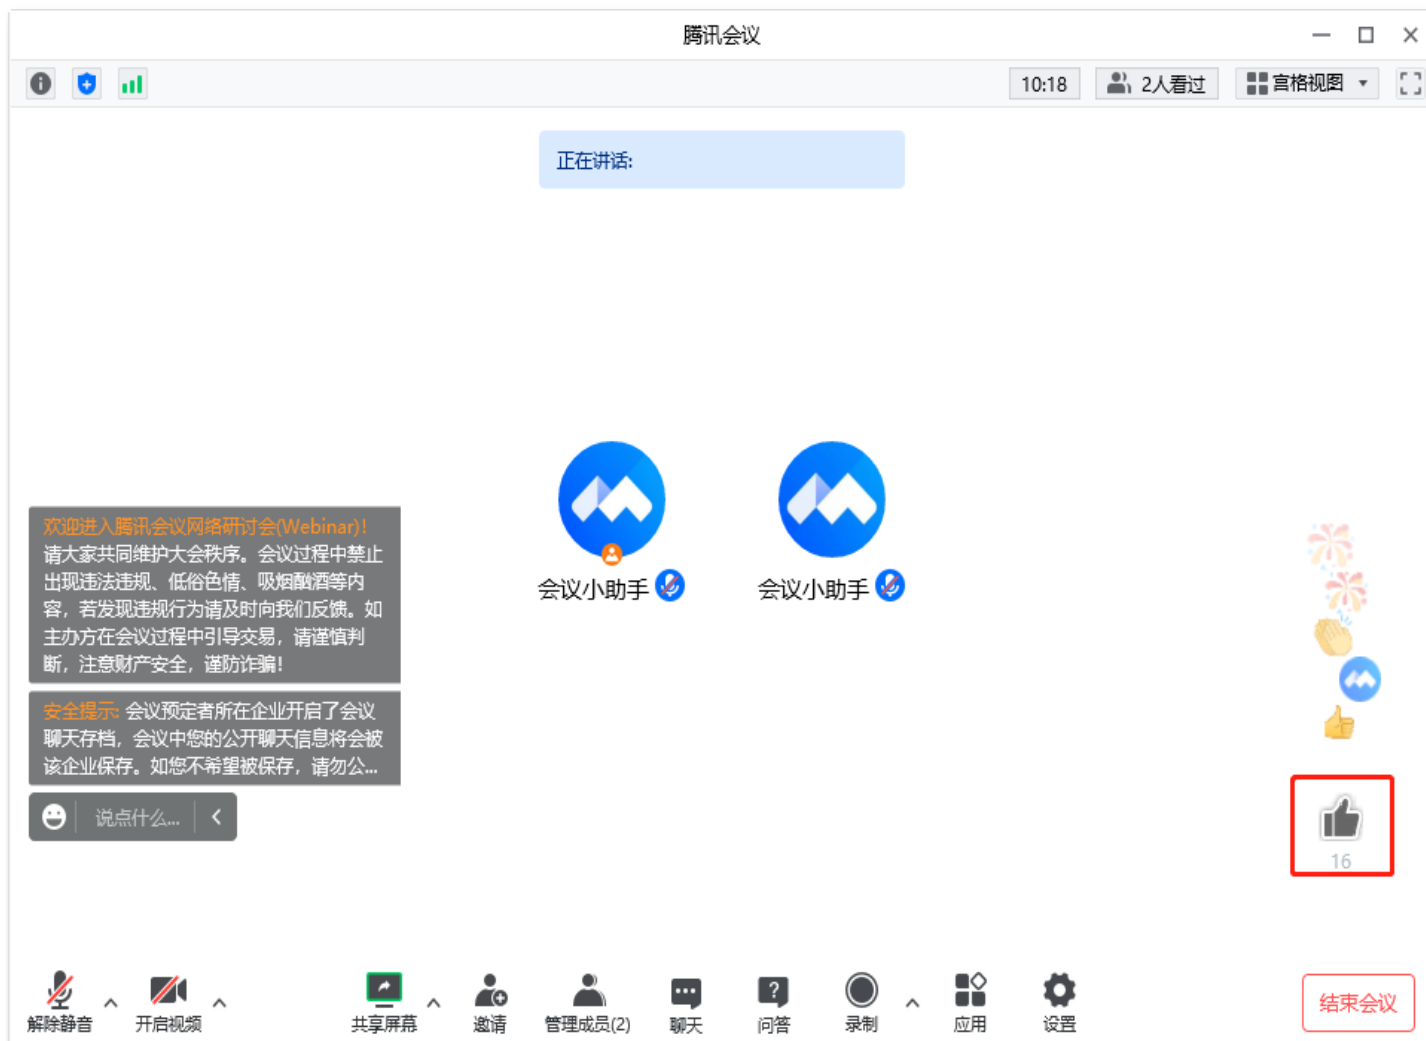 腾讯会议
10:18
2人看过
宫格视图
正在讲话:
会议小助手
会议小助手
欢迎进入腾讯会议网络研讨会(Webinar)！
请大家共同维护大会秩序。会议过程中禁止
出现违法违规、低俗色情、吸烟酗酒等内
容，若发现违规行为请及时向我们反馈。如
主办方在会议过程中引导交易，请谨慎判
断，注意财产安全，谨防诈骗！
安全提示: 会议预定者所在企业开启了会议
聊天存档，会议中您的公开聊天信息将会被
该企业保存。如您不希望被保存，请勿公...
说点什么...
16
解除静音
开启视频
共享屏幕
邀请
管理成员(2)
聊天
问答
录制
应用
设置
结束会议